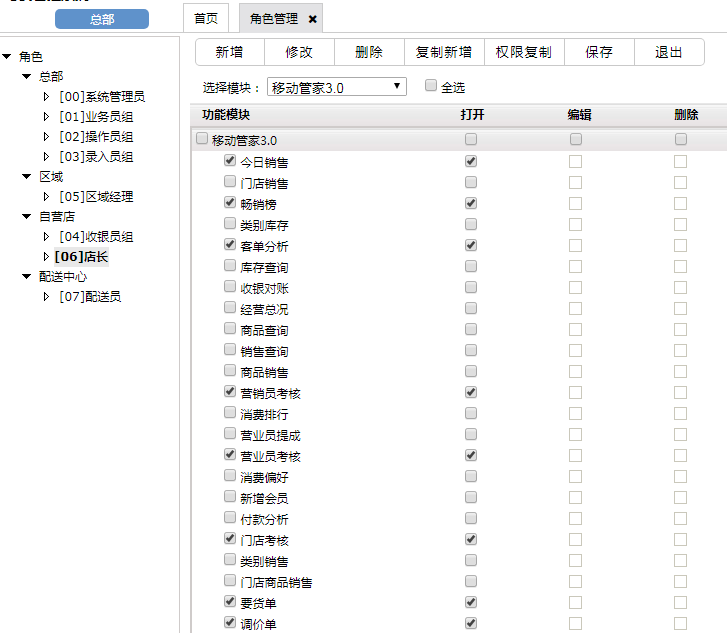 总部
首页 角色管理 ×
角色
总部
[00]系统管理员
[01]业务员组
[02]操作员组
[03]录入员组
区域
[05]区域经理
自营店
[04]收银员组
[06]店长
配送中心
[07]配送员
新增 修改 删除 复制新增 权限复制 保存 退出
选择模块： 移动管家3.0 全选
功能模块 打开 编辑 删除
移动管家3.0
今日销售
门店销售
畅销榜
类别库存
客单分析
库存查询
收银对账
经营总况
商品查询
销售查询
商品销售
营销员考核
消费排行
营业员提成
营业员考核
消费偏好
新增会员
付款分析
门店考核
类别销售
门店商品销售
要货单
调价单